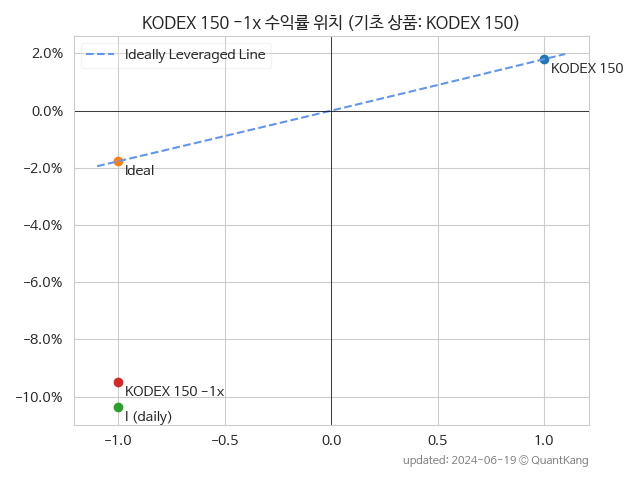 KODEX 150 -1x 수익률 위치 (기초 상품: KODEX 150)
Ideally Leveraged Line
2.0%
0.0%
-2.0%
-4.0%
-6.0%
-8.0%
-10.0%
KODEX 150
Ideal
KODEX 150 -1x
I (daily)
-1.0
-0.5
0.0
0.5
1.0
updated: 2024-06-19 © QuantKang